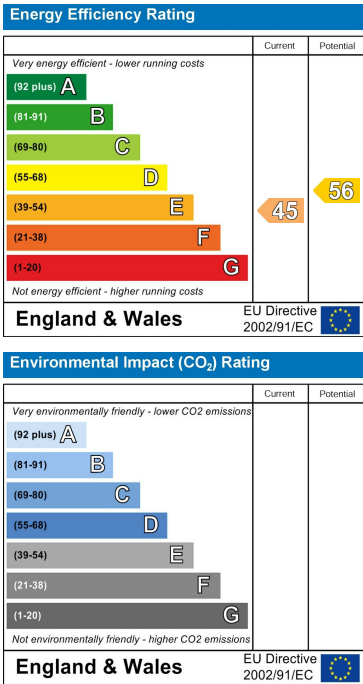 Energy Efficiency Rating
Current Potential
Very energy efficient - lower running costs
(92 plus) A
(81-91) B
(69-80) C
(55-68) D
(39-54) E
(21-38) F
(1-20) G
45
56
Not energy efficient - higher running costs
England & Wales
EU Directive
2002/91/EC
Environmental Impact (CO₂) Rating
Current Potential
Very environmentally friendly - lower CO2 emissions
(92 plus) A
(81-91) B
(69-80) C
(55-68) D
(39-54) E
(21-38) F
(1-20) G
Not environmentally friendly - higher CO2 emissions
England & Wales
EU Directive
2002/91/EC